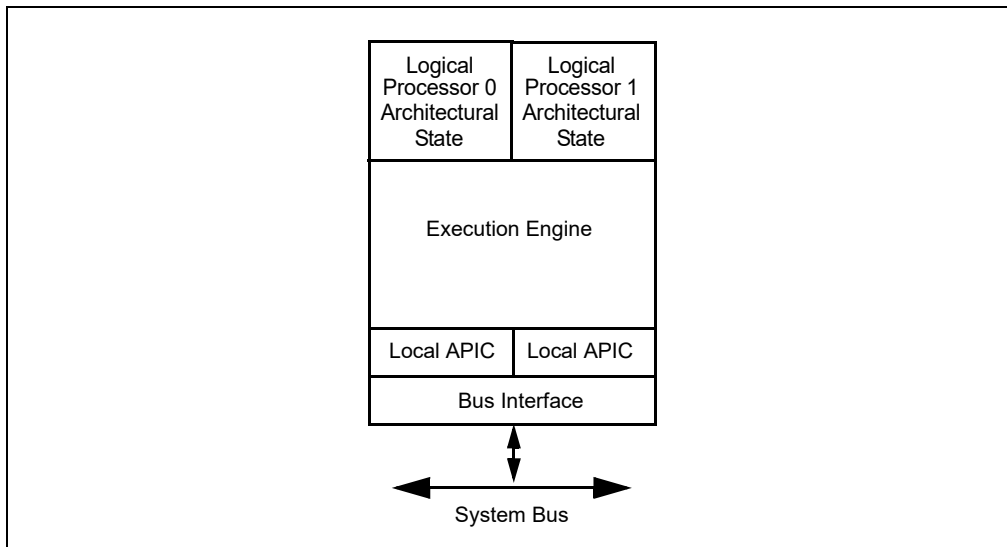 Logical
Processor 0
Architectural
State
Logical
Processor 1
Architectural
State
Execution Engine
Local APIC
Local APIC
Bus Interface
System Bus